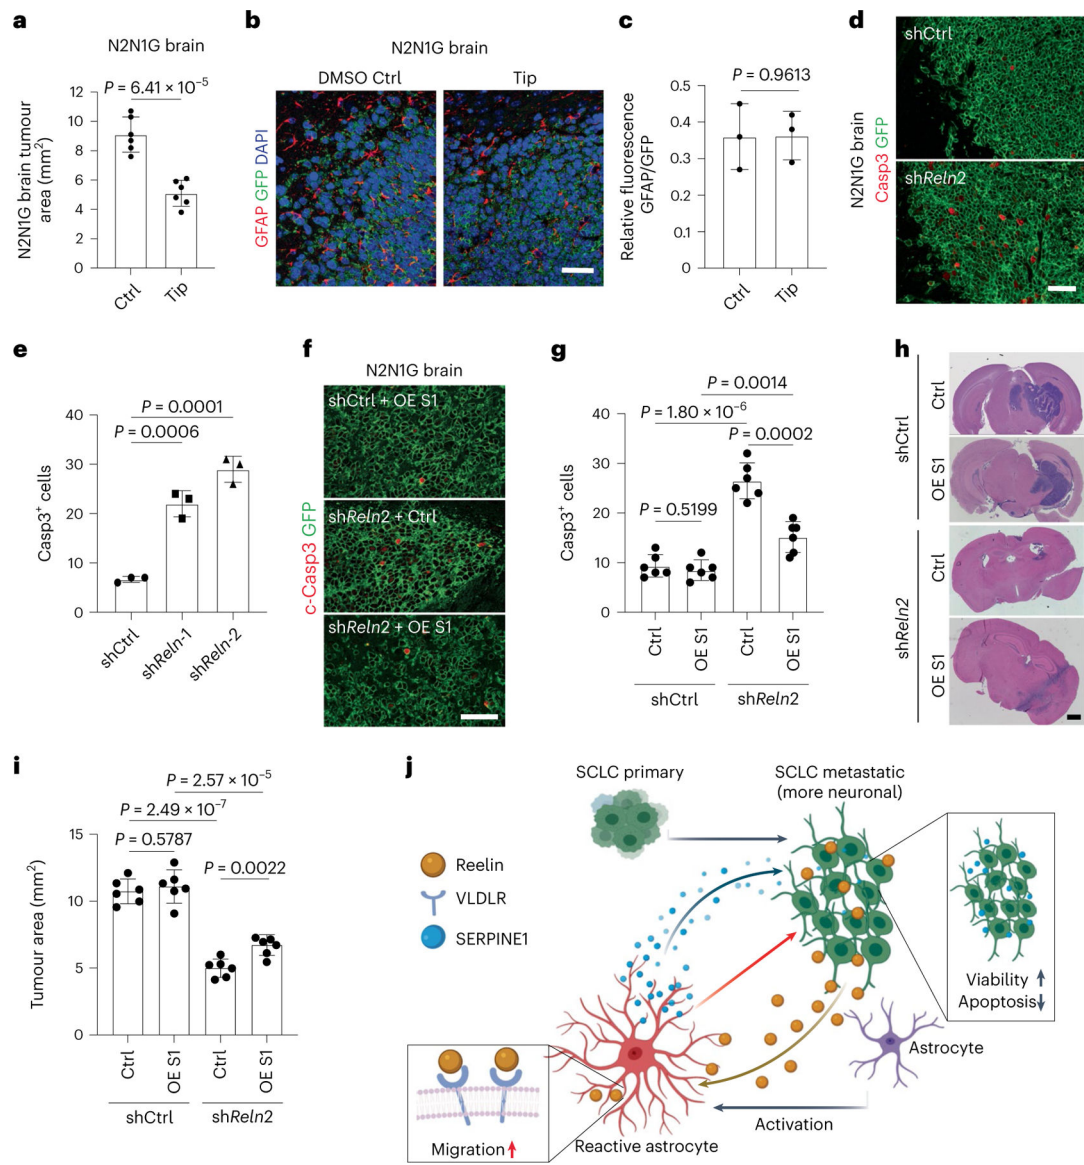 a
N2N1G brain
P = 6.41 × 10⁻⁵
N2N1G brain tumour
area (mm²)
12
10
8
6
4
2
0
Ctrl
Tip
b
N2N1G brain
DMSO Ctrl
Tip
GFAP GFP DAPI
c
P = 0.9613
Relative fluorescence
GFAP/GFP
0.5
0.4
0.3
0.2
0.1
0
Ctrl
Tip
d
N2N1G brain
Casp3 GFP
shCtrl
shReln2
e
Casp3⁺ cells
40
30
20
10
0
P = 0.0001
P = 0.0006
shCtrl
shReln-1
shReln-2
f
N2N1G brain
c-Casp3 GFP
shCtrl + OE S1
shReln2 + Ctrl
shReln2 + OE S1
g
Casp3⁺ cells
40
30
20
10
0
P = 0.0014
P = 1.80 × 10⁻⁶
P = 0.0002
P = 0.5199
Ctrl
OE S1
Ctrl
OE S1
shCtrl
shReln2
h
shCtrl
Ctrl
OE S1
shReln2
Ctrl
OE S1
i
Tumour area (mm²)
15
10
5
0
P = 2.57 × 10⁻⁵
P = 2.49 × 10⁻⁷
P = 0.5787
P = 0.0022
Ctrl
OE S1
Ctrl
OE S1
shCtrl
shReln2
j
SCLC primary
SCLC metastatic
(more neuronal)
Reelin
VLDLR
SERPINE1
Viability
Apoptosis
Astrocyte
Activation
Reactive astrocyte
Migration